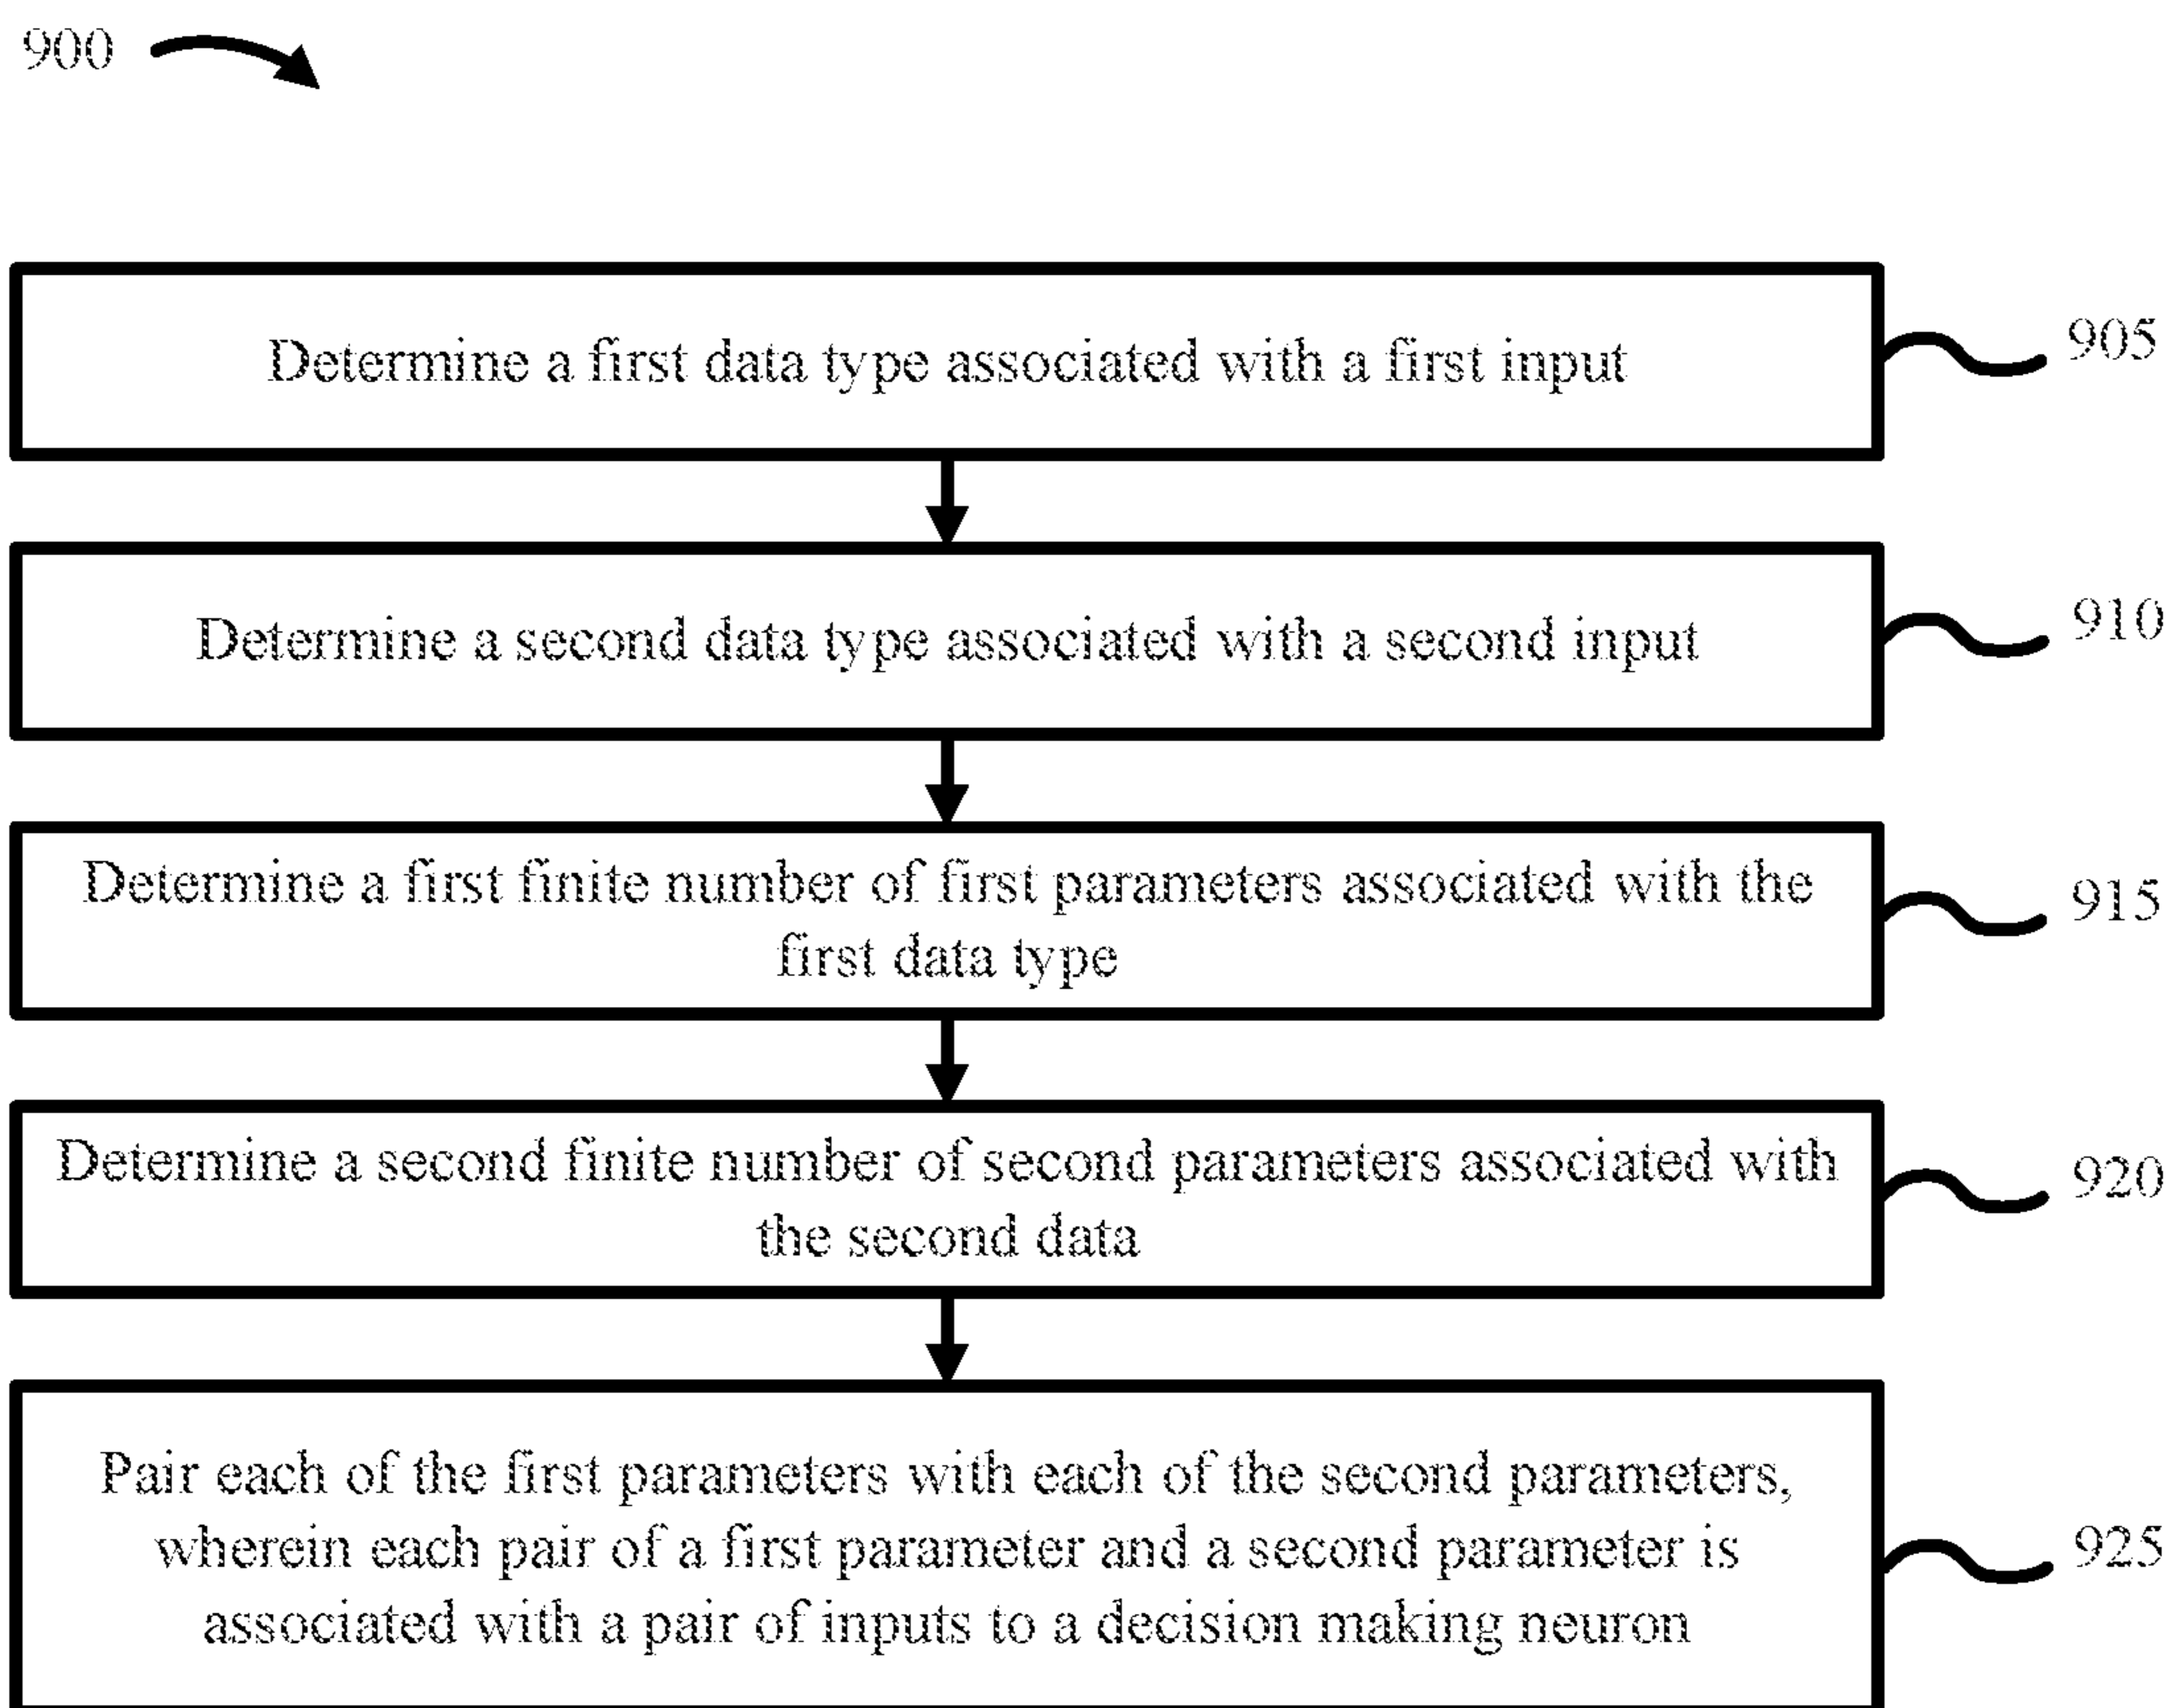 900
Determine a first data type associated with a first input
905
Determine a second data type associated with a second input
910
Determine a first finite number of first parameters associated with the
first data type
915
Determine a second finite number of second parameters associated with
the second data
920
Pair each of the first parameters with each of the second parameters,
wherein each pair of a first parameter and a second parameter is
associated with a pair of inputs to a decision making neuron
925